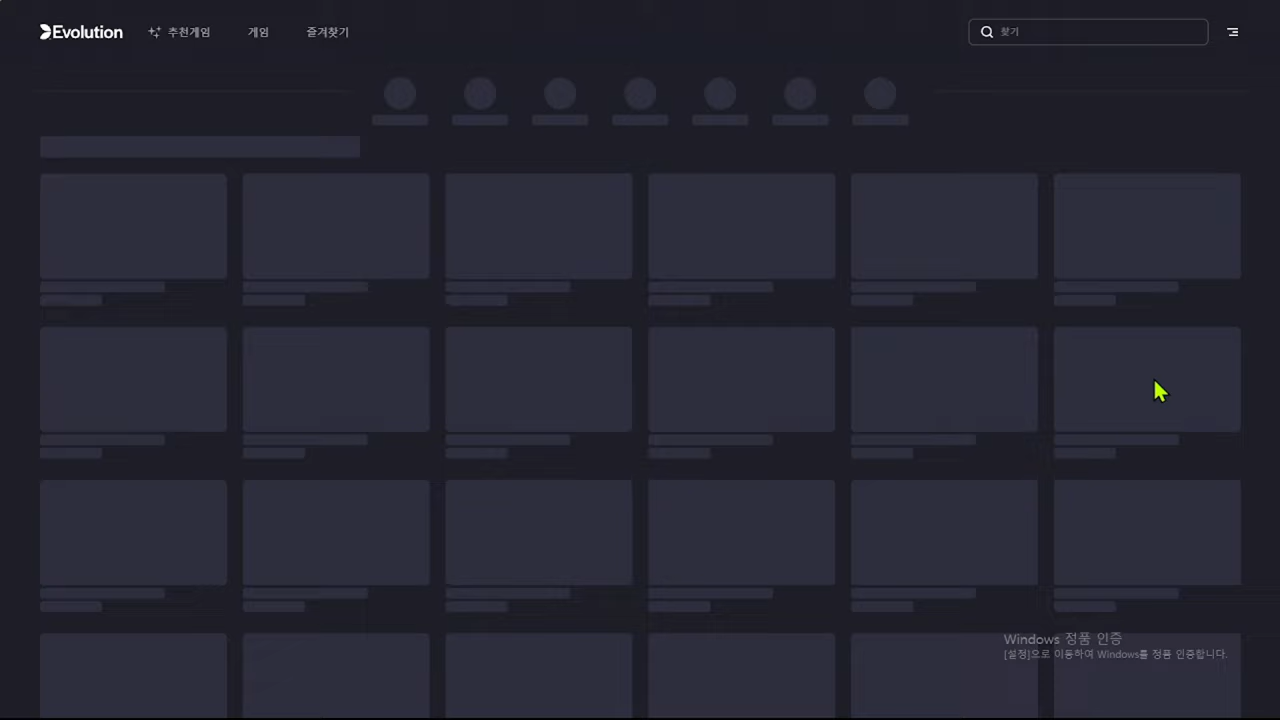 Evolution
추천게임
게임
즐겨찾기
찾기
Windows 정품 인증
[설정]으로 이동하여 Windows를 정품 인증합니다.